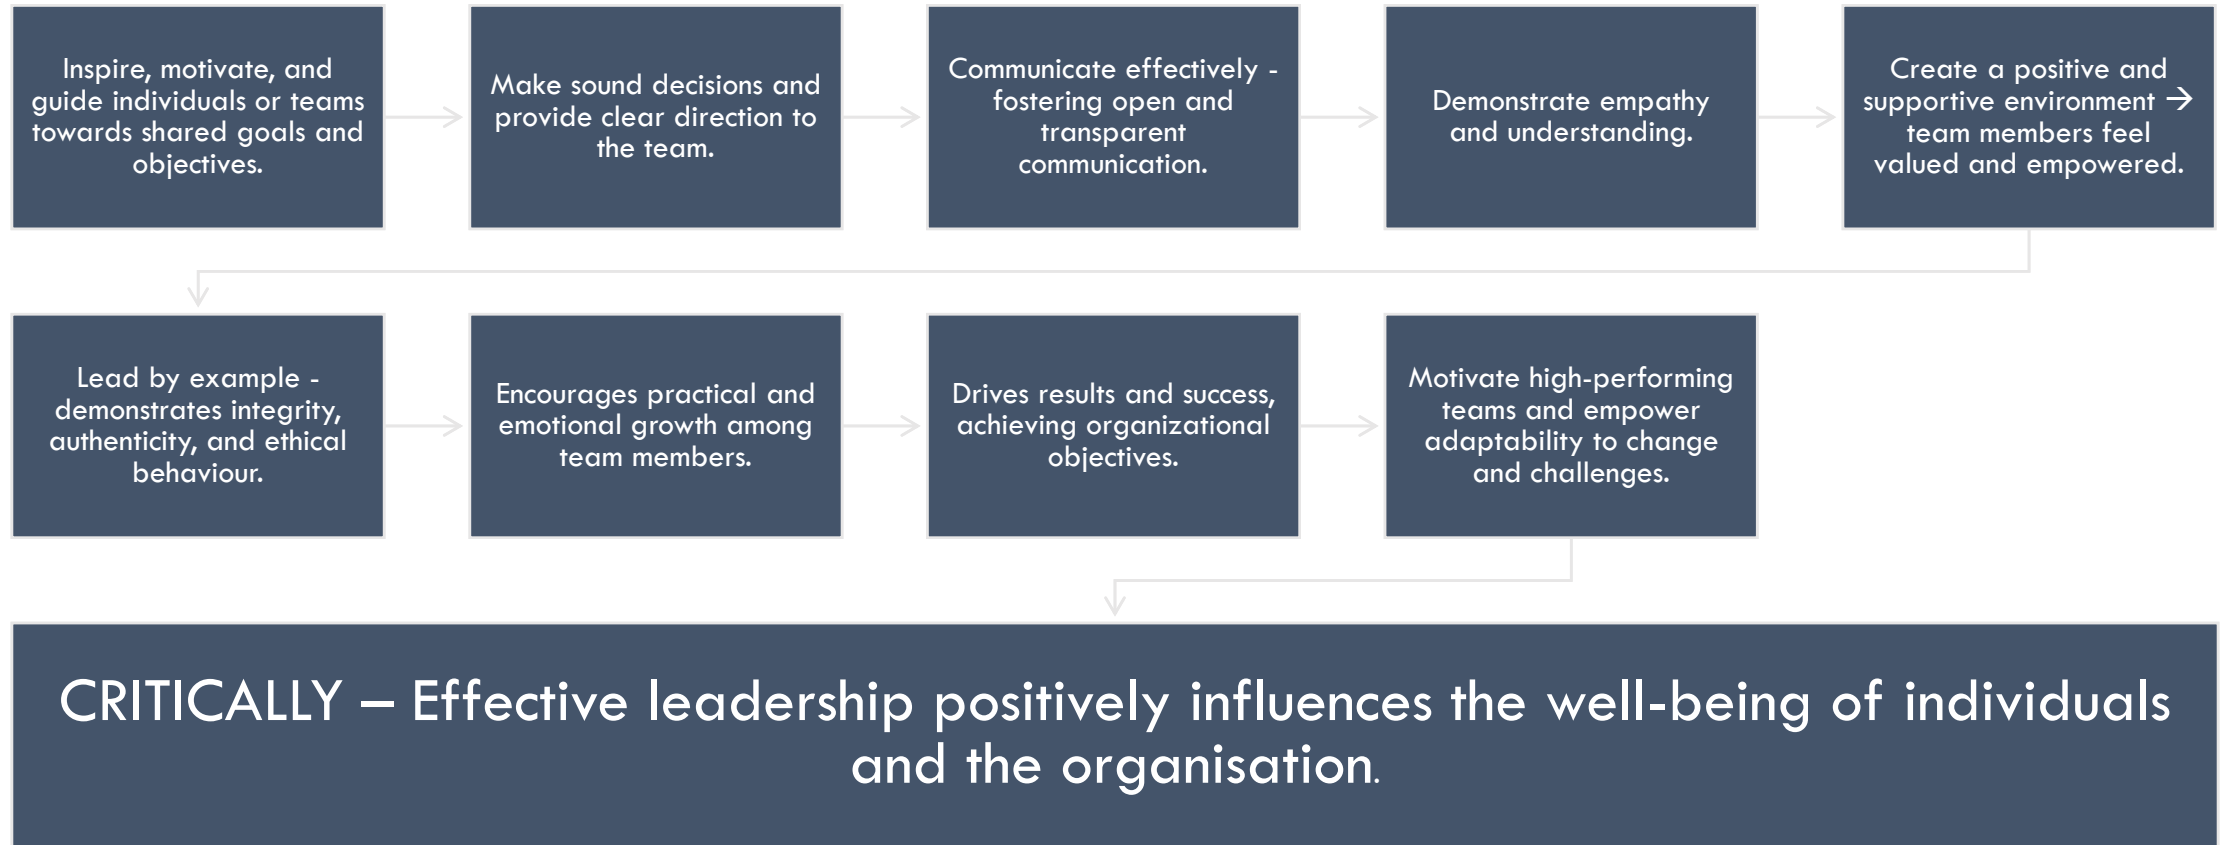 Inspire, motivate, and
guide individuals or teams
towards shared goals and
objectives.
Make sound decisions and
provide clear direction to
the team.
Communicate effectively -
fostering open and
transparent
communication.
Demonstrate empathy
and understanding.
Create a positive and
supportive environment →
team members feel
valued and empowered.
Lead by example -
demonstrates integrity,
authenticity, and ethical
behaviour.
Encourages practical and
emotional growth among
team members.
Drives results and success,
achieving organizational
objectives.
Motivate high-performing
teams and empower
adaptability to change
and challenges.
CRITICALLY – Effective leadership positively influences the well-being of individuals
and the organisation.